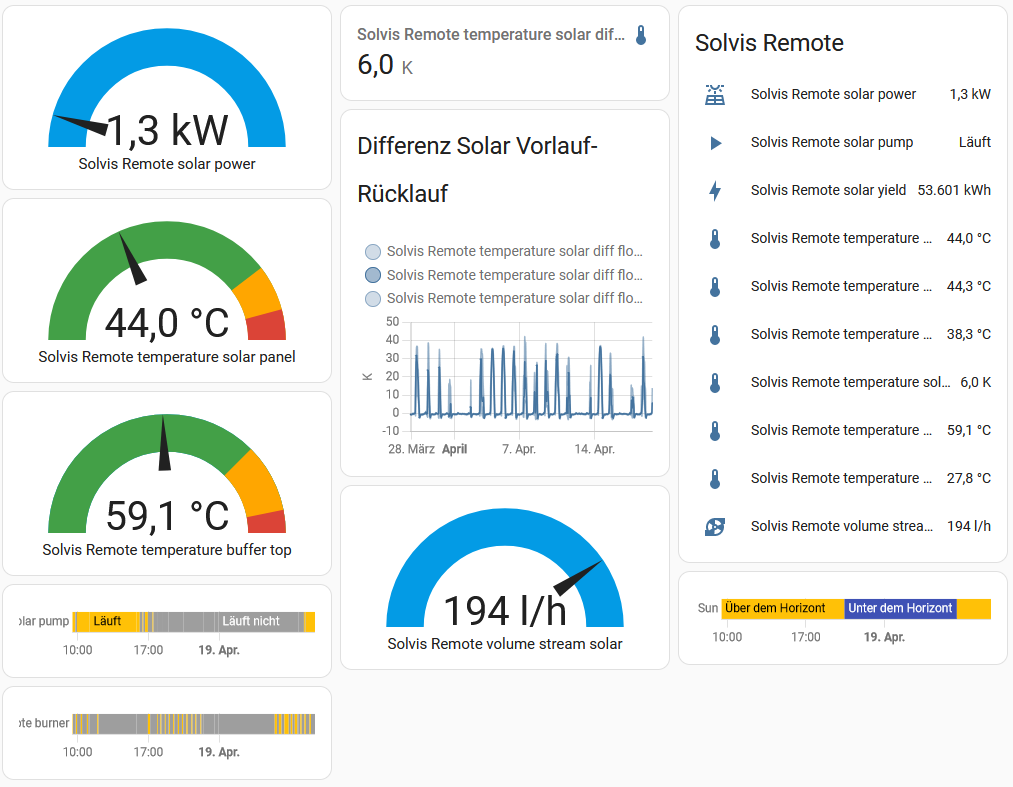 1,3 kW
Solvis Remote solar power
44,0 °C
Solvis Remote temperature solar panel
59,1 °C
Solvis Remote temperature buffer top
olar pump
Läuft
Läuft nicht
10:00 17:00 19. Apr.
ote burner
10:00 17:00 19. Apr.
Solvis Remote temperature solar dif…
6,0 K
Differenz Solar Vorlauf-
Rücklauf
Solvis Remote temperature solar diff flo…
Solvis Remote temperature solar diff flo…
Solvis Remote temperature solar diff flo…
50
40
30
20
10
0
-10
K
28. März April 7. Apr. 14. Apr.
194 l/h
Solvis Remote volume stream solar
Solvis Remote
Solvis Remote solar power 1,3 kW
Solvis Remote solar pump Läuft
Solvis Remote solar yield 53.601 kWh
Solvis Remote temperature … 44,0 °C
Solvis Remote temperature … 44,3 °C
Solvis Remote temperature … 38,3 °C
Solvis Remote temperature sol… 6,0 K
Solvis Remote temperature … 59,1 °C
Solvis Remote temperature … 27,8 °C
Solvis Remote volume strea… 194 l/h
Sun Über dem Horizont Unter dem Horizont
10:00 17:00 19. Apr.